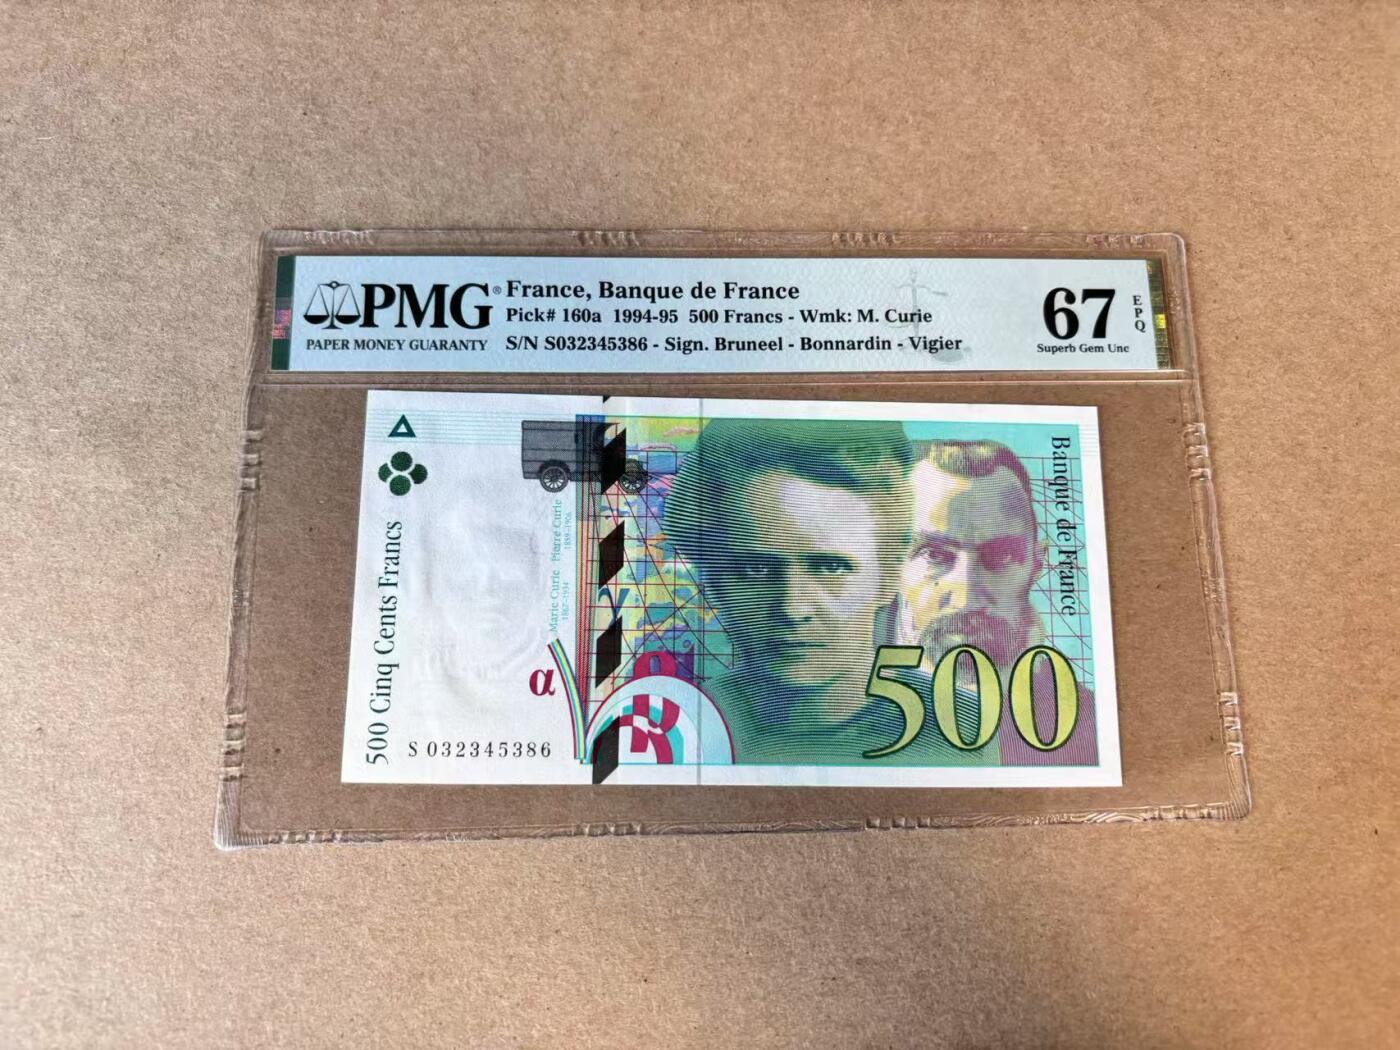 PMG®
PAPER MONEY GUARANTY
France, Banque de France
Pick# 160a 1994-95 500 Francs - Wmk: M. Curie
S/N S032345386 - Sign. Bruneel - Bonnardin - Vigier
67
EPQ
Superb Gem Unc
500 Cinq Cents Francs
S 032345386
Marie Curie Pierre Curie
1867-1934 1859-1906
α
γ
Banque de France
500